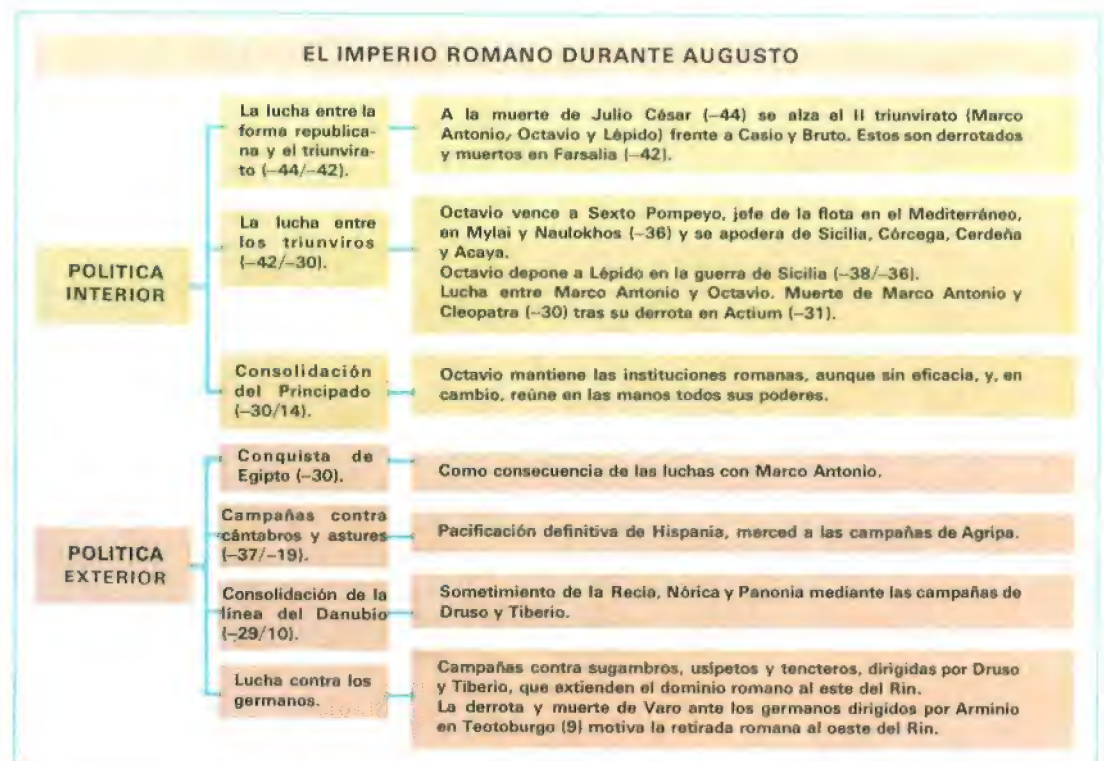 EL IMPERIO ROMANO DURANTE AUGUSTO
POLITICA
INTERIOR
La lucha entre la
forma republica-
na y el triunvira-
to (–44/–42).
A la muerte de Julio César (–44) se alza el II triunvirato (Marco
Antonio, Octavio y Lépido) frente a Casio y Bruto. Estos son derrotados
y muertos en Farsalia (–42).
La lucha entre
los triunviros
(–42/–30).
Octavio vence a Sexto Pompeyo, jefe de la flota en el Mediterráneo,
en Mylai y Naulokhos (–36) y se apodera de Sicilia, Córcega, Cerdeña
y Acaya.
Octavio depone a Lépido en la guerra de Sicilia (–38/–36).
Lucha entre Marco Antonio y Octavio. Muerte de Marco Antonio y
Cleopatra (–30) tras su derrota en Actium (–31).
Consolidación
del Principado
(–30/14).
Octavio mantiene las instituciones romanas, aunque sin eficacia, y, en
cambio, reúne en las manos todos sus poderes.
POLITICA
EXTERIOR
Conquista de
Egipto (–30).
Como consecuencia de las luchas con Marco Antonio.
Campañas contra
cántabros y astures
(–37/–19).
Pacificación definitiva de Hispania, merced a las campañas de Agripa.
Consolidación de la
línea del Danubio
(–29/10).
Sometimiento de la Recia, Nórica y Panonia mediante las campañas de
Druso y Tiberio.
Lucha contra los
germanos.
Campañas contra sugambros, usípetos y tencteros, dirigidas por Druso
y Tiberio, que extienden el dominio romano al este del Rin.
La derrota y muerte de Varo ante los germanos dirigidos por Arminio
en Teotoburgo (9) motiva la retirada romana al oeste del Rin.